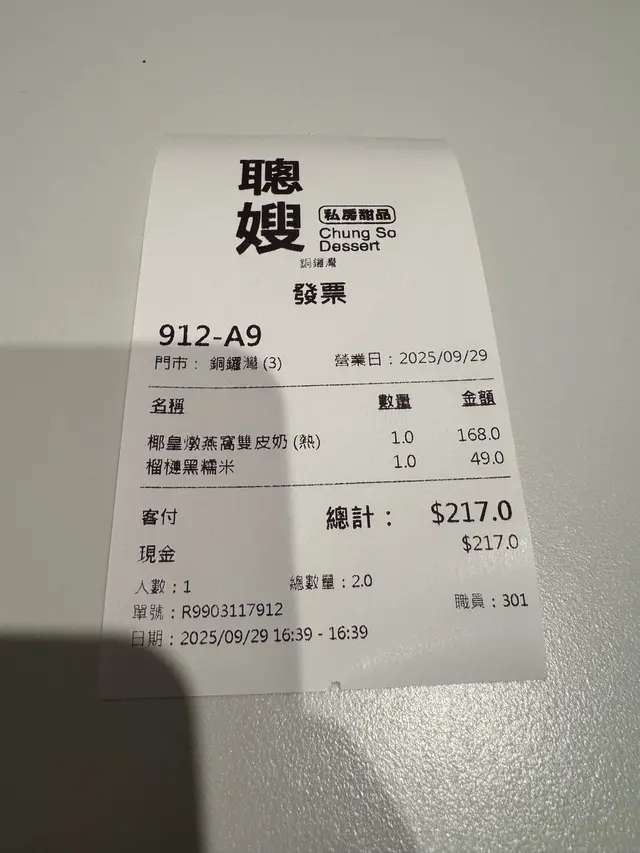 聰嫂
私房甜品
Chung So
Dessert
銅鑼灣
發票
912-A9
門市： 銅鑼灣 (3) 營業日：2025/09/29
名稱 數量 金額
椰皇燉燕窩雙皮奶 (熱) 1.0 168.0
榴槤黑糯米 1.0 49.0
客付 總計： $217.0
現金 $217.0
人數：1 總數量：2.0
單號：R9903117912 職員：301
日期：2025/09/29 16:39 - 16:39